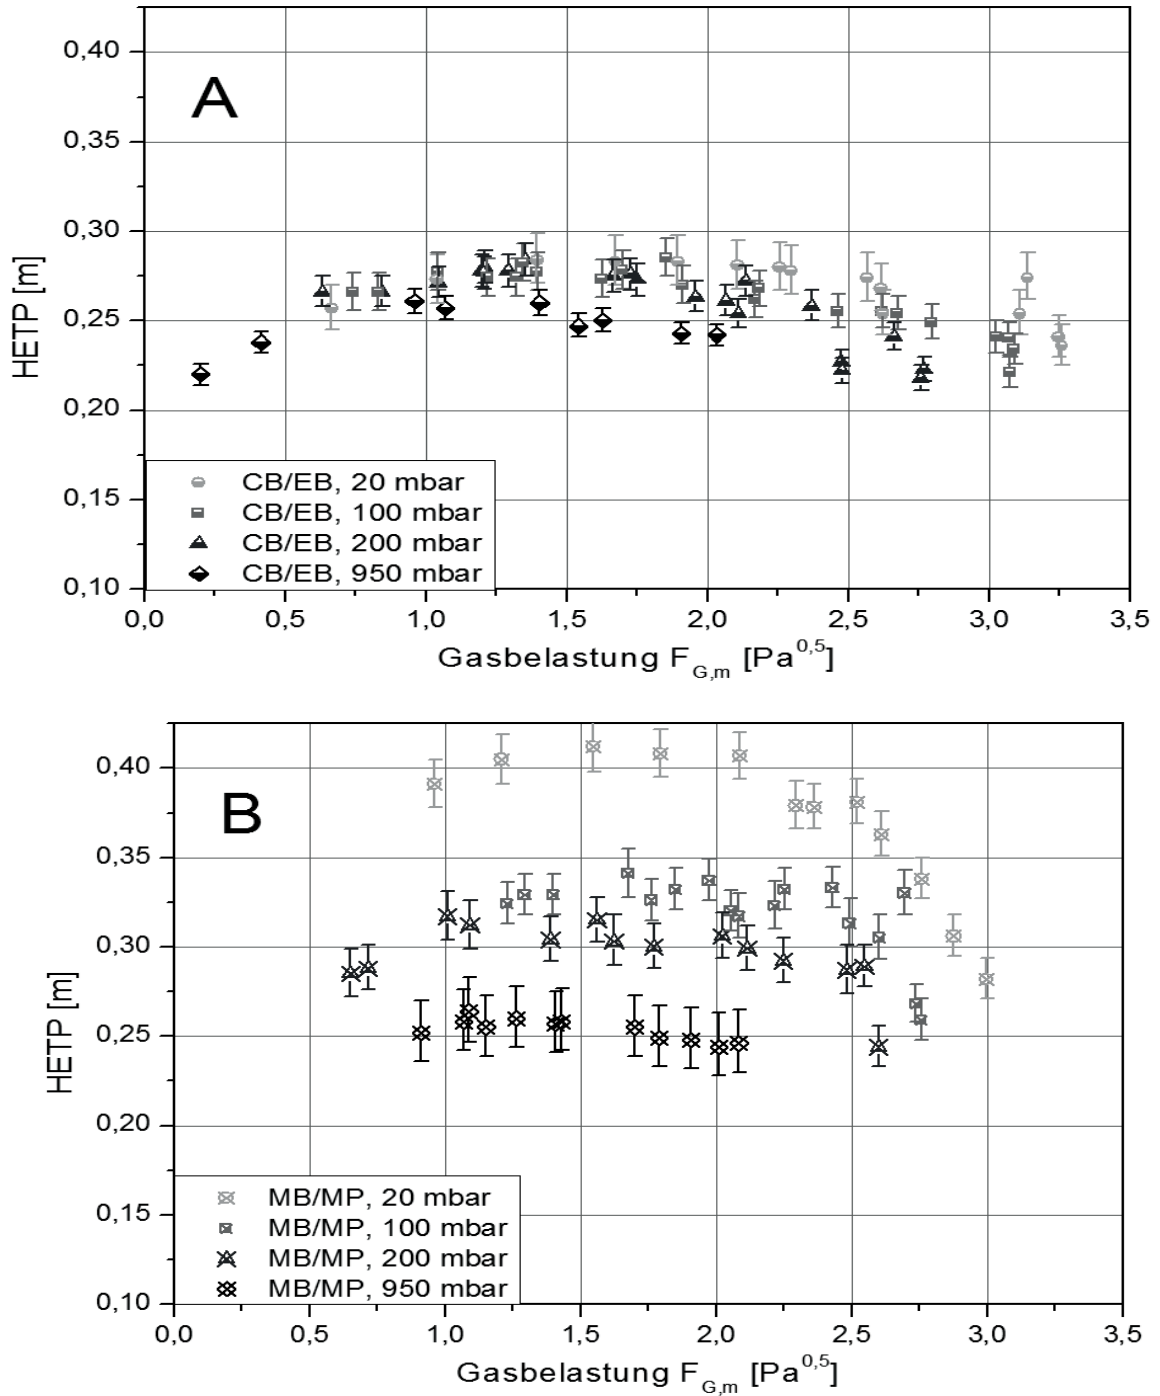 0,40
A
0,35
0,30
HETP [m]
0,25
0,20
0,15
0,10
CB/EB, 20 mbar
CB/EB, 100 mbar
CB/EB, 200 mbar
CB/EB, 950 mbar
0,0 0,5 1,0 1,5 2,0 2,5 3,0 3,5
Gasbelastung F_G,m [Pa^0,5]
0,40
B
0,35
0,30
HETP [m]
0,25
0,20
0,15
0,10
MB/MP, 20 mbar
MB/MP, 100 mbar
MB/MP, 200 mbar
MB/MP, 950 mbar
0,0 0,5 1,0 1,5 2,0 2,5 3,0 3,5
Gasbelastung F_G,m [Pa^0,5]